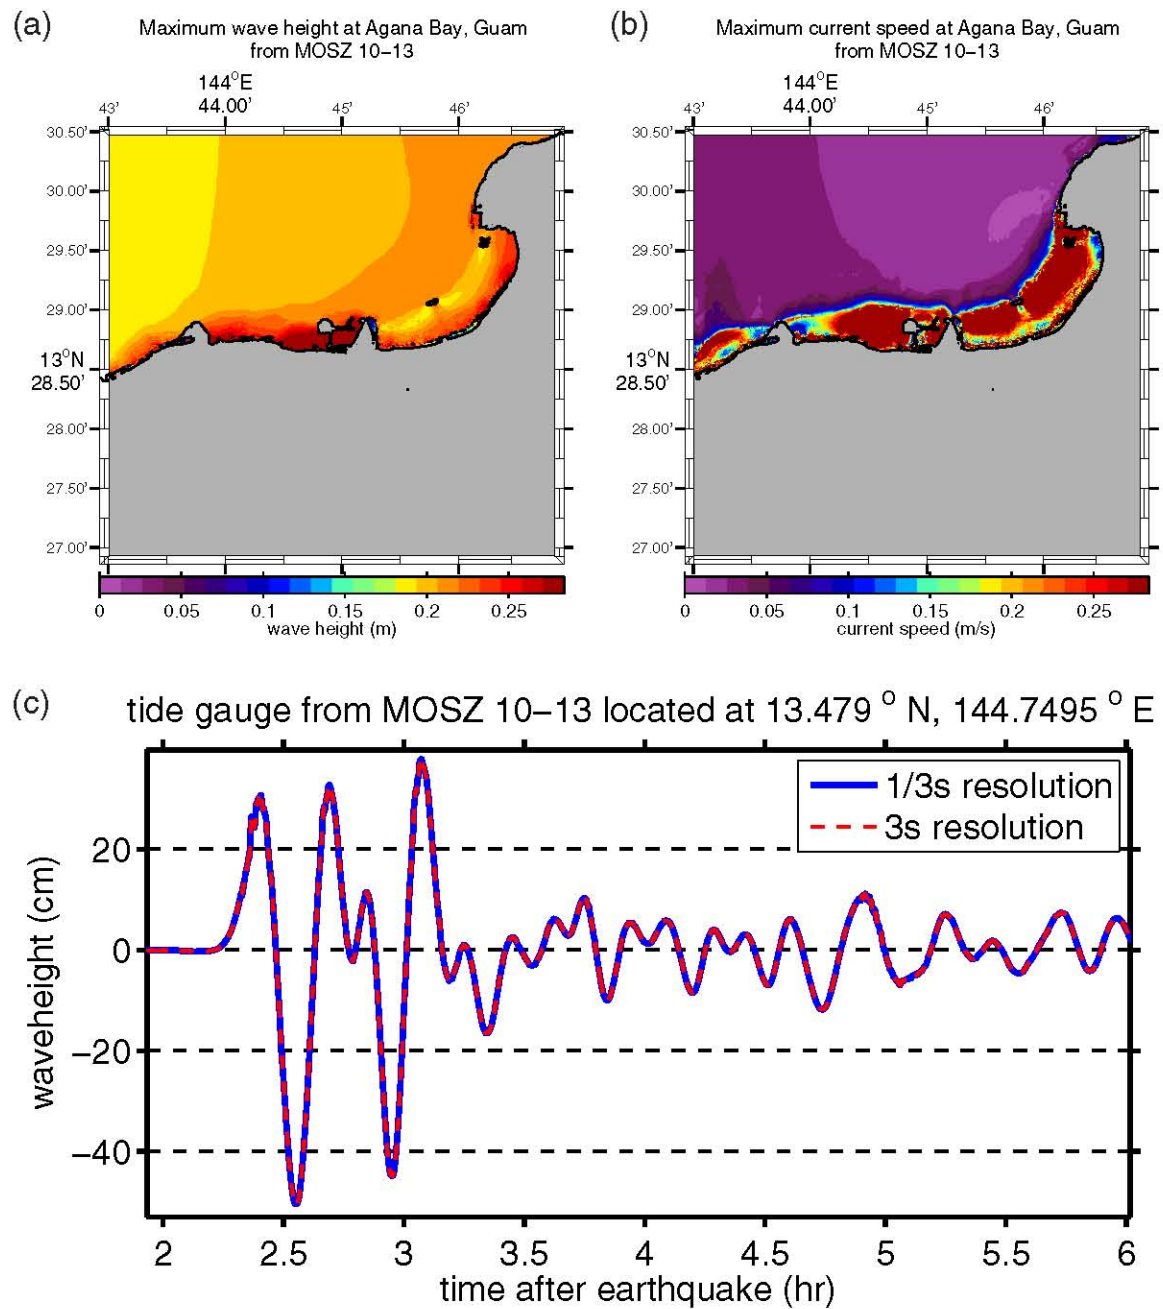 (a)
Maximum wave height at Agana Bay, Guam
from MOSZ 10−13
144°E
43' 44.00' 45' 46'
30.50'
30.00'
29.50'
29.00'
13°N
28.50'
28.00'
27.50'
27.00'
0 0.05 0.1 0.15 0.2 0.25
wave height (m)
(b)
Maximum current speed at Agana Bay, Guam
from MOSZ 10−13
144°E
43' 44.00' 45' 46'
30.50'
30.00'
29.50'
29.00'
13°N
28.50'
28.00'
27.50'
27.00'
0 0.05 0.1 0.15 0.2 0.25
current speed (m/s)
(c)
tide gauge from MOSZ 10−13 located at 13.479 ° N, 144.7495 ° E
1/3s resolution
3s resolution
20
0
−20
−40
waveheight (cm)
2 2.5 3 3.5 4 4.5 5 5.5 6
time after earthquake (hr)